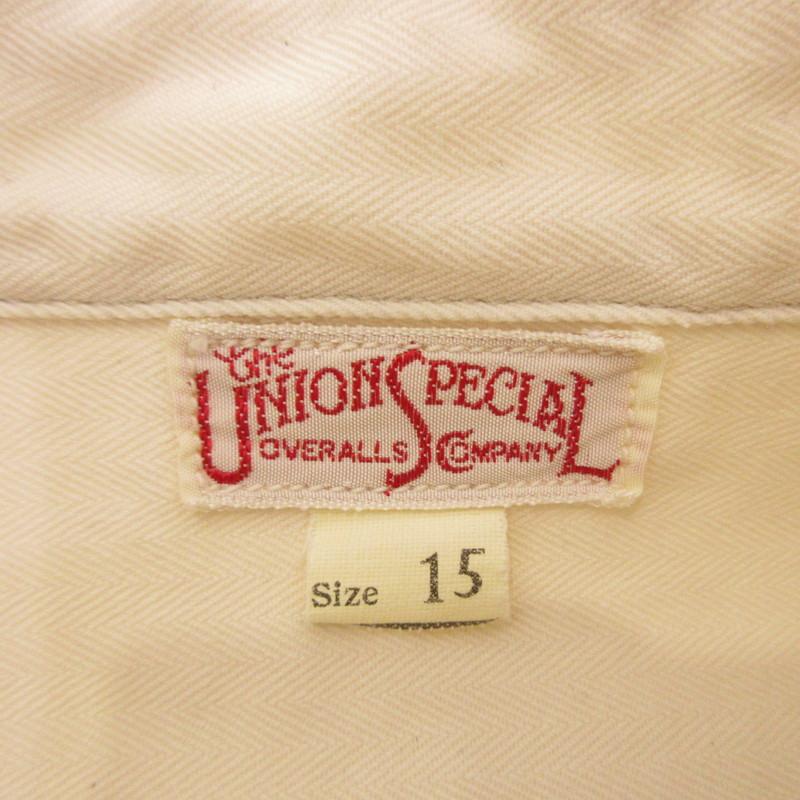 the
UNION SPECIAL
OVERALLS COMPANY
Size 15